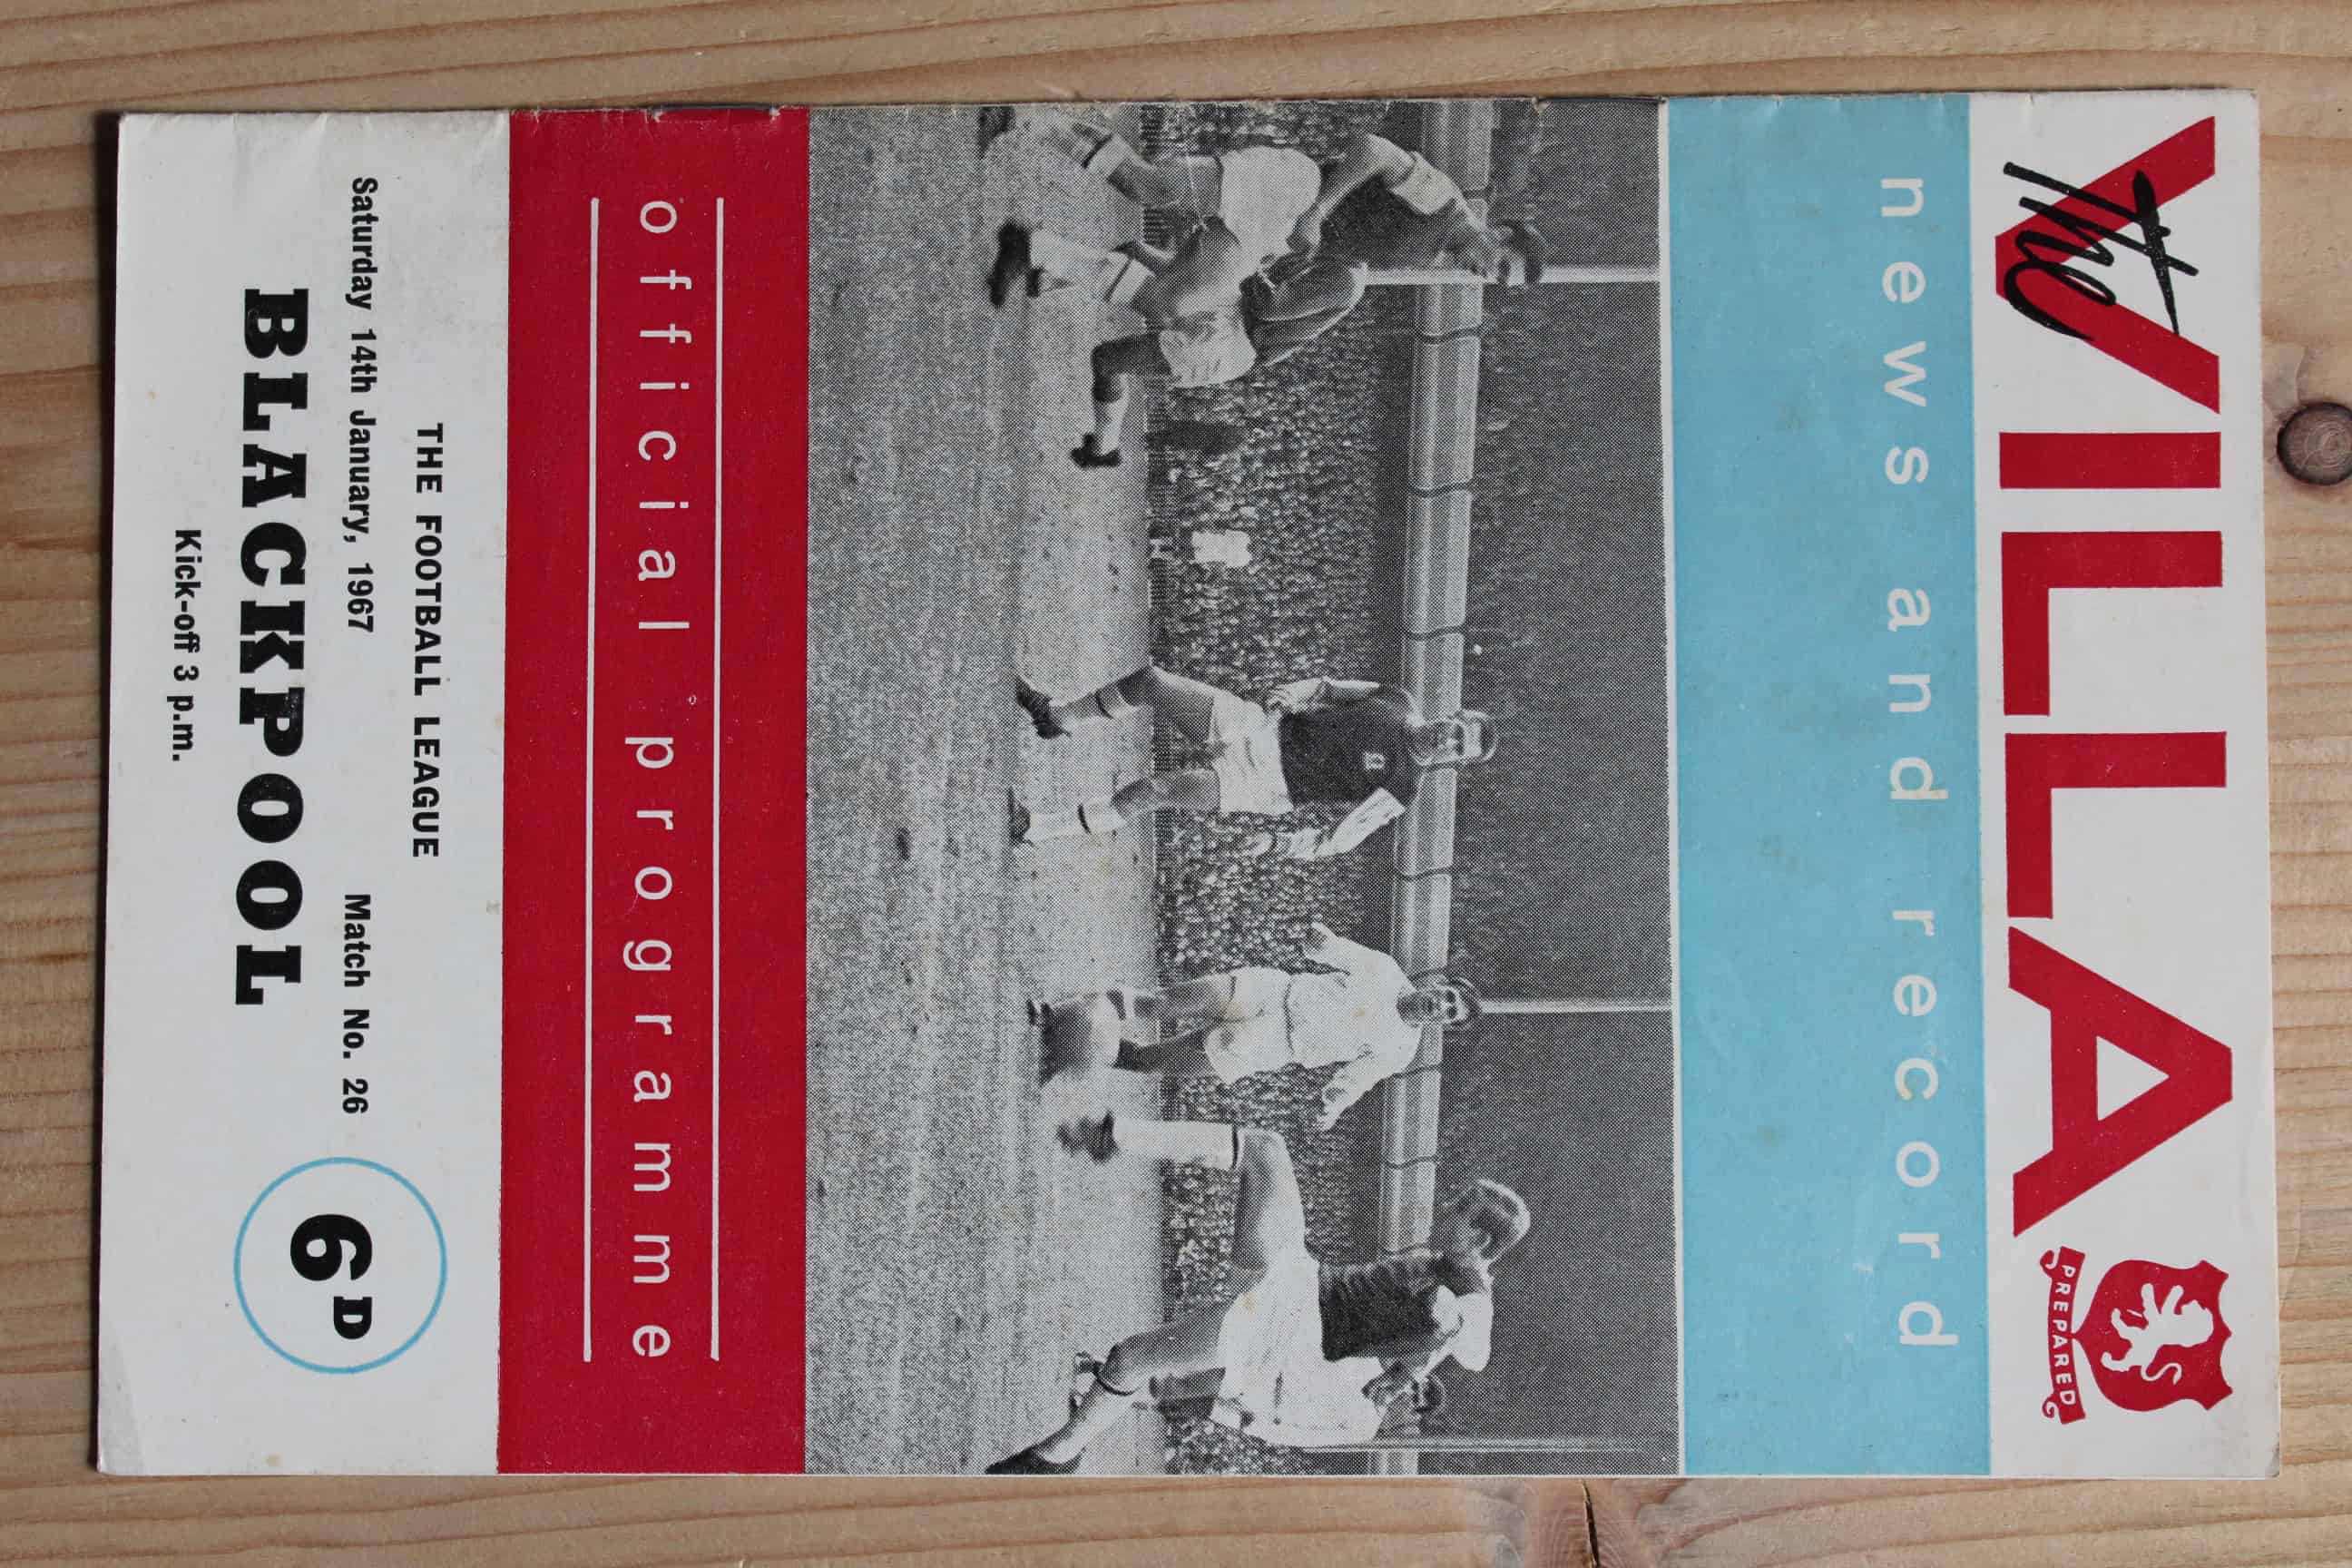 The
VILLA
PREPARED
news and record
official programme
THE FOOTBALL LEAGUE
Saturday 14th January, 1967 Match No. 26
BLACKPOOL
Kick-off 3 p.m.
6D